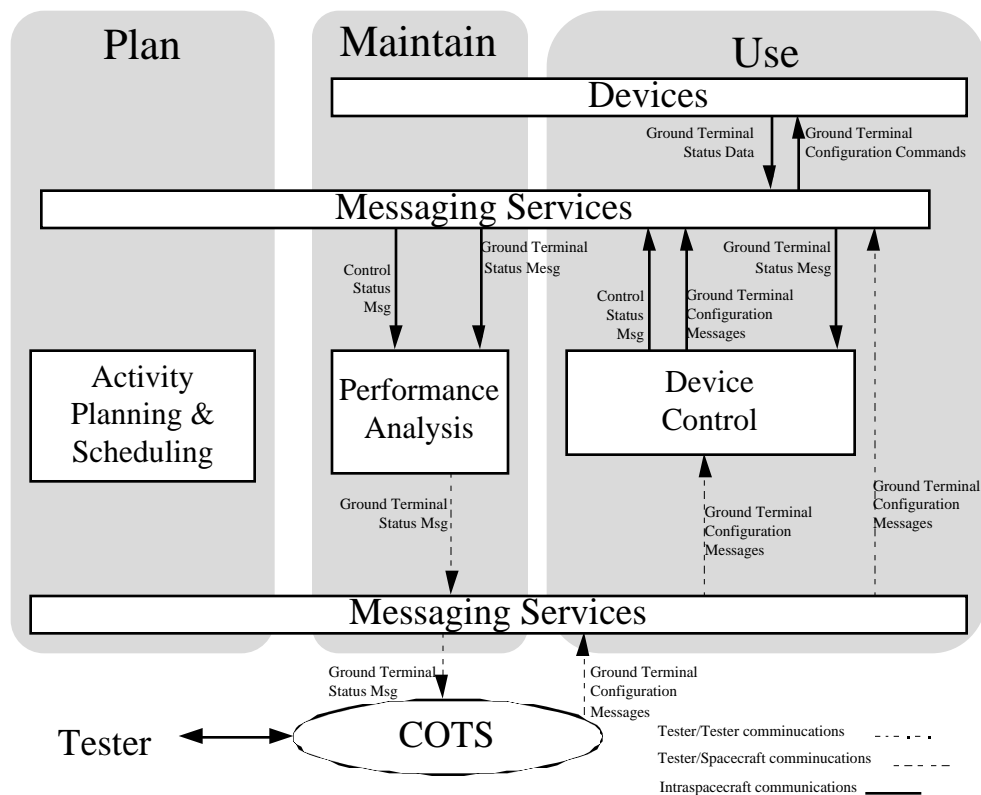 Plan
Maintain
Use
Devices
Ground Terminal
Status Data
Ground Terminal
Configuration Commands
Messaging Services
Control
Status
Msg
Ground Terminal
Status Mesg
Control
Status
Msg
Ground Terminal
Configuration
Messages
Ground Terminal
Status Mesg
Activity
Planning &
Scheduling
Performance
Analysis
Device
Control
Ground Terminal
Status Msg
Ground Terminal
Configuration
Messages
Ground Terminal
Configuration
Messages
Messaging Services
Ground Terminal
Status Msg
Ground Terminal
Configuration
Messages
Tester
COTS
Tester/Tester comminucations
Tester/Spacecraft comminucations
Intraspacecraft communications